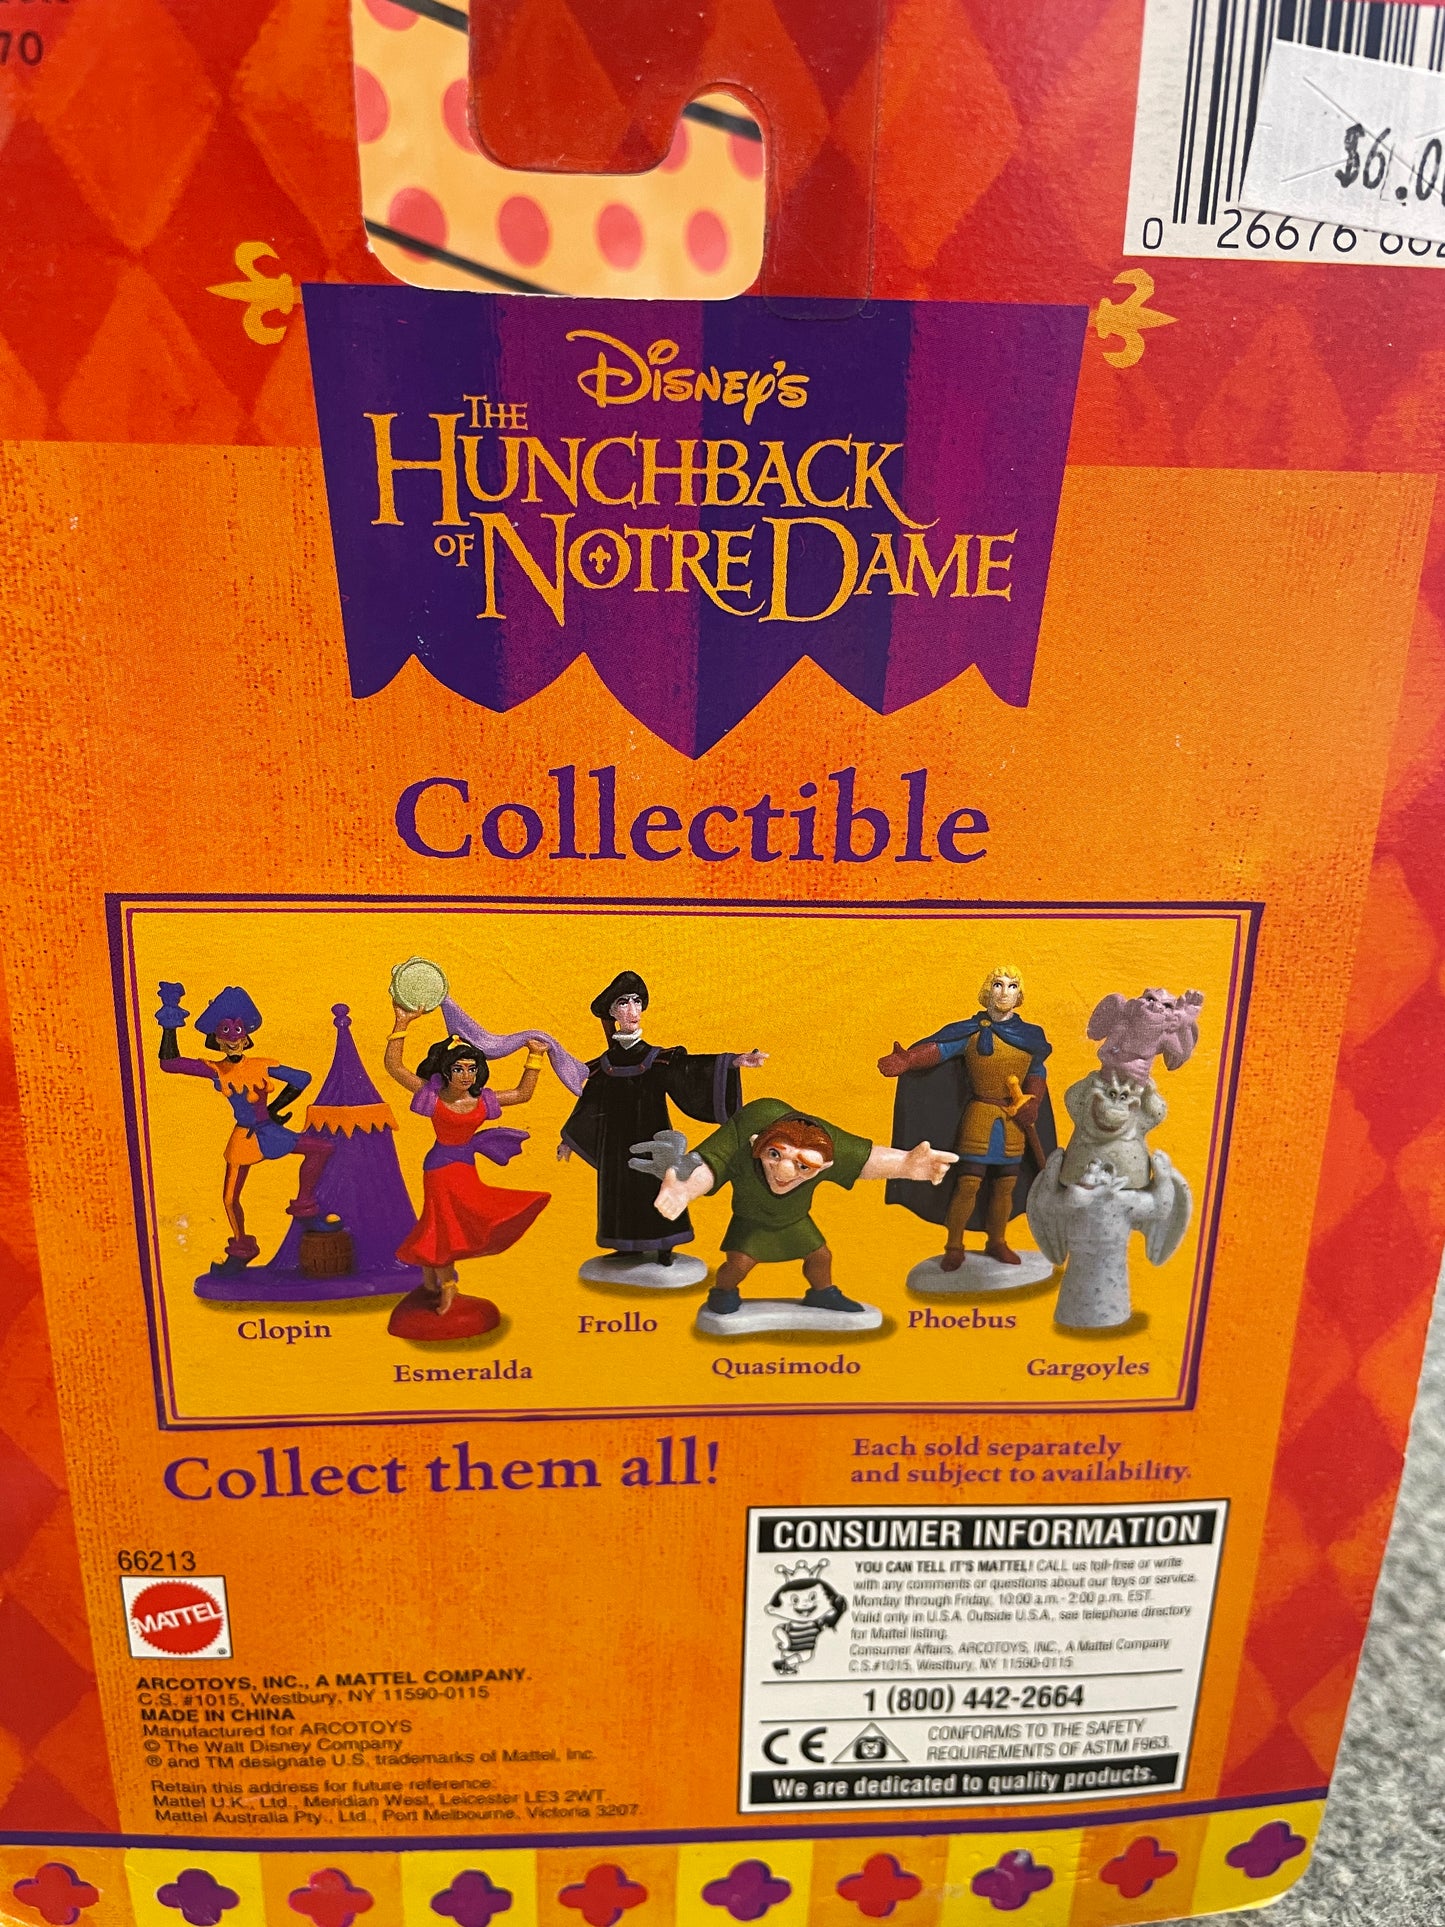 70
$6.0
0 26676 662
Disney's
The
Hunchback
of Notre Dame
Collectible
Clopin
Esmeralda
Frollo
Quasimodo
Phoebus
Gargoyles
Collect them all!
Each sold separately
and subject to availability.
66213
MATTEL
®
ARCOTOYS, INC., A MATTEL COMPANY.
C.S. #1015, Westbury, NY 11590-0115
MADE IN CHINA
Manufactured for ARCOTOYS
© The Walt Disney Company
® and TM designate U.S. trademarks of Mattel, Inc.
Retain this address for future reference:
Mattel U.K. Ltd., Meridian West, Leicester LE3 2WT.
Mattel Australia Pty., Ltd., Port Melbourne, Victoria 3207.
CONSUMER INFORMATION
YOU CAN TELL IT'S MATTEL! CALL us toll-free or write
with any comments or questions about our toys or service.
Monday through Friday, 10:00 a.m. - 2:00 p.m. EST.
Valid only in U.S.A. Outside U.S.A., see telephone directory
for Mattel listing.
Consumer Affairs, ARCOTOYS, INC., A Mattel Company
C.S.#1015, Westbury, NY 11590-0115
1 (800) 442-2664
CE
CONFORMS TO THE SAFETY
REQUIREMENTS OF ASTM F963.
We are dedicated to quality products.